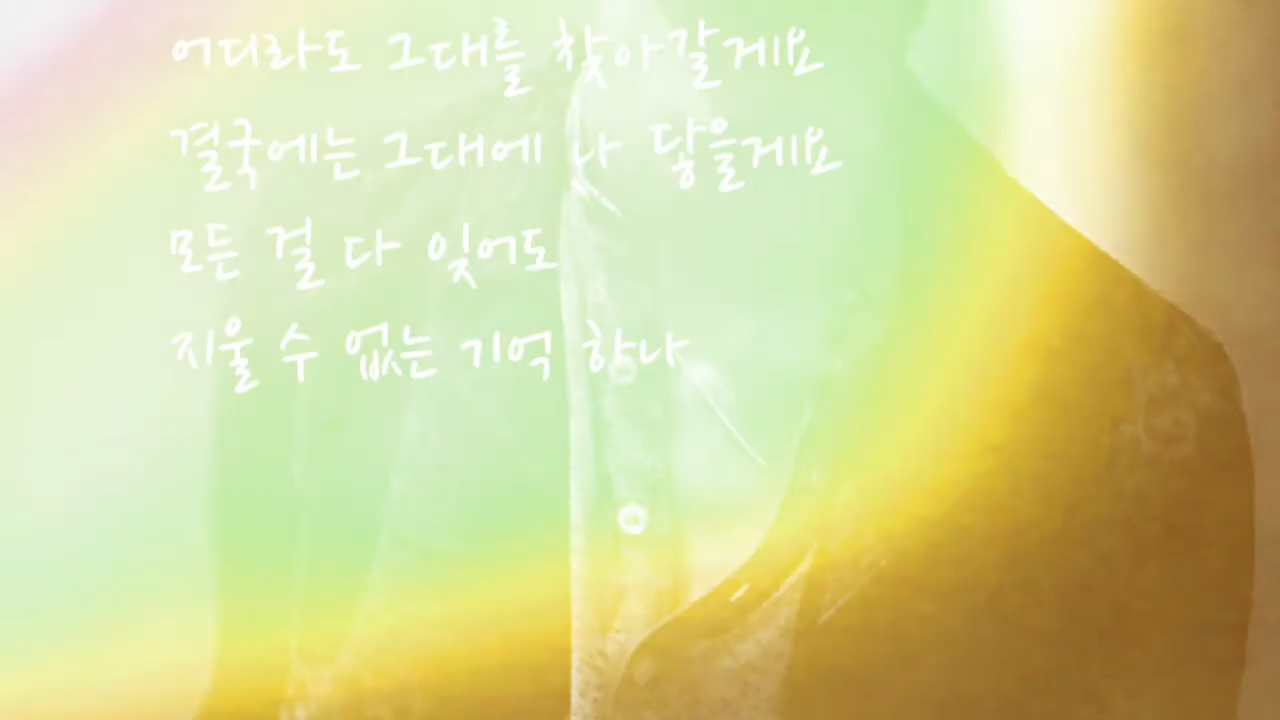 어디라도 그대를 찾아갈게요
결국에는 그대에 나 닿을게요
모든 걸 다 잊어도
지울 수 없는 기억 하나